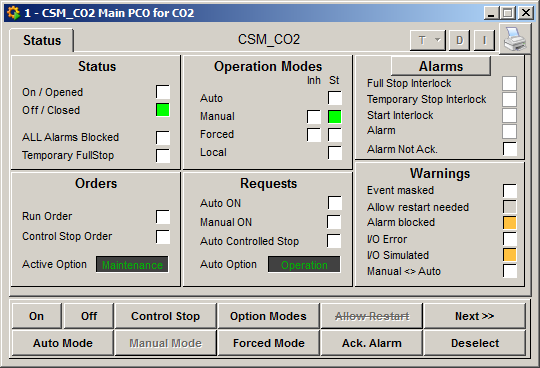 1 - CSM_CO2 Main PCO for CO2
Status
CSM_CO2
T
D
I
Status
On / Opened
Off / Closed
ALL Alarms Blocked
Temporary FullStop
Operation Modes
Inh St
Auto
Manual
Forced
Local
Alarms
Full Stop Interlock
Temporary Stop Interlock
Start Interlock
Alarm
Alarm Not Ack.
Orders
Run Order
Control Stop Order
Active Option Maintenance
Requests
Auto ON
Manual ON
Auto Controlled Stop
Auto Option Operation
Warnings
Event masked
Allow restart needed
Alarm blocked
I/O Error
I/O Simulated
Manual <> Auto
On Off Control Stop Option Modes Allow Restart Next >>
Auto Mode Manual Mode Forced Mode Ack. Alarm Deselect